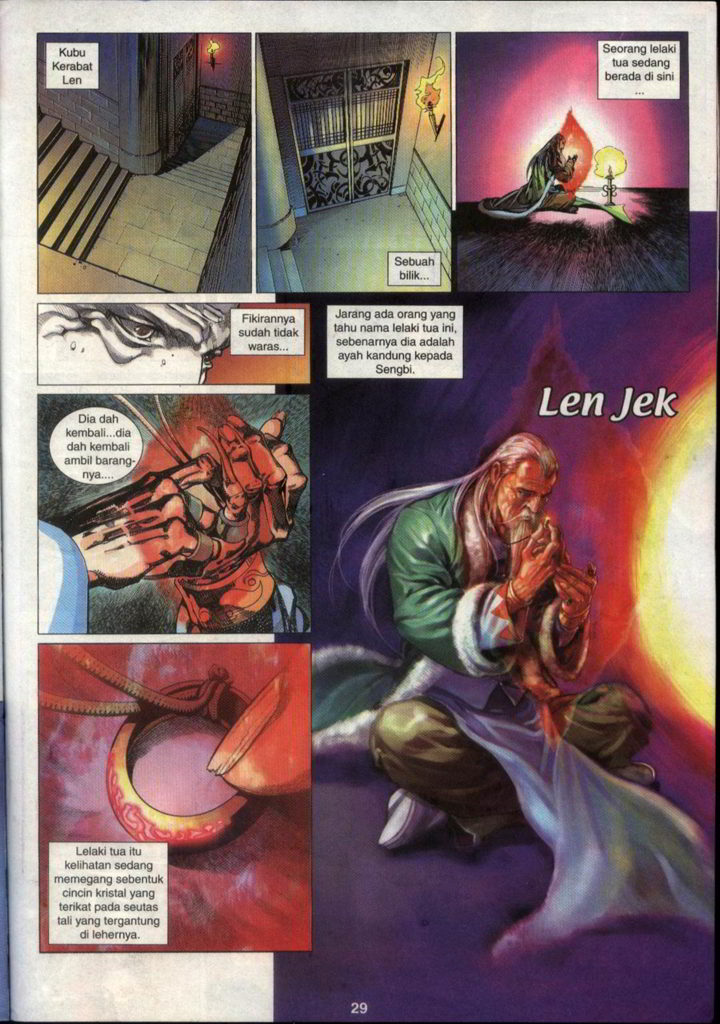 Kubu
Kerabat
Len
Seorang lelaki
tua sedang
berada di sini
...
Sebuah
bilik...
Fikirannya
sudah tidak
waras...
Jarang ada orang yang
tahu nama lelaki tua ini,
sebenarnya dia adalah
ayah kandung kepada
Sengbi.
Len Jek
Dia dah
kembali...dia
dah kembali
ambil barang-
nya....
Lelaki tua itu
kelihatan sedang
memegang sebentuk
cincin kristal yang
terikat pada seutas
tali yang tergantung
di lehernya.
29